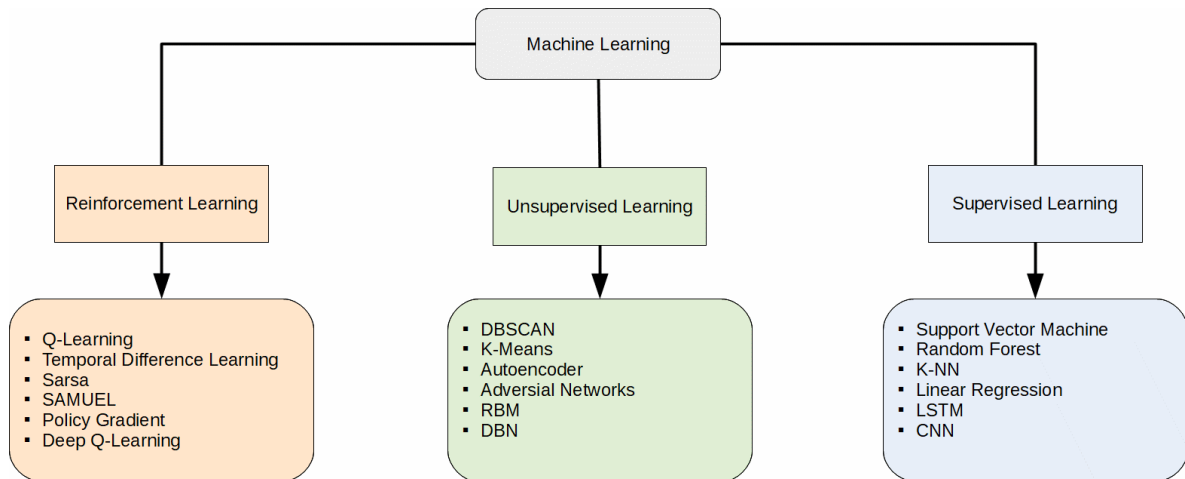 Machine Learning
Reinforcement Learning
Unsupervised Learning
Supervised Learning
▪ Q-Learning
▪ Temporal Difference Learning
▪ Sarsa
▪ SAMUEL
▪ Policy Gradient
▪ Deep Q-Learning
▪ DBSCAN
▪ K-Means
▪ Autoencoder
▪ Adversial Networks
▪ RBM
▪ DBN
▪ Support Vector Machine
▪ Random Forest
▪ K-NN
▪ Linear Regression
▪ LSTM
▪ CNN